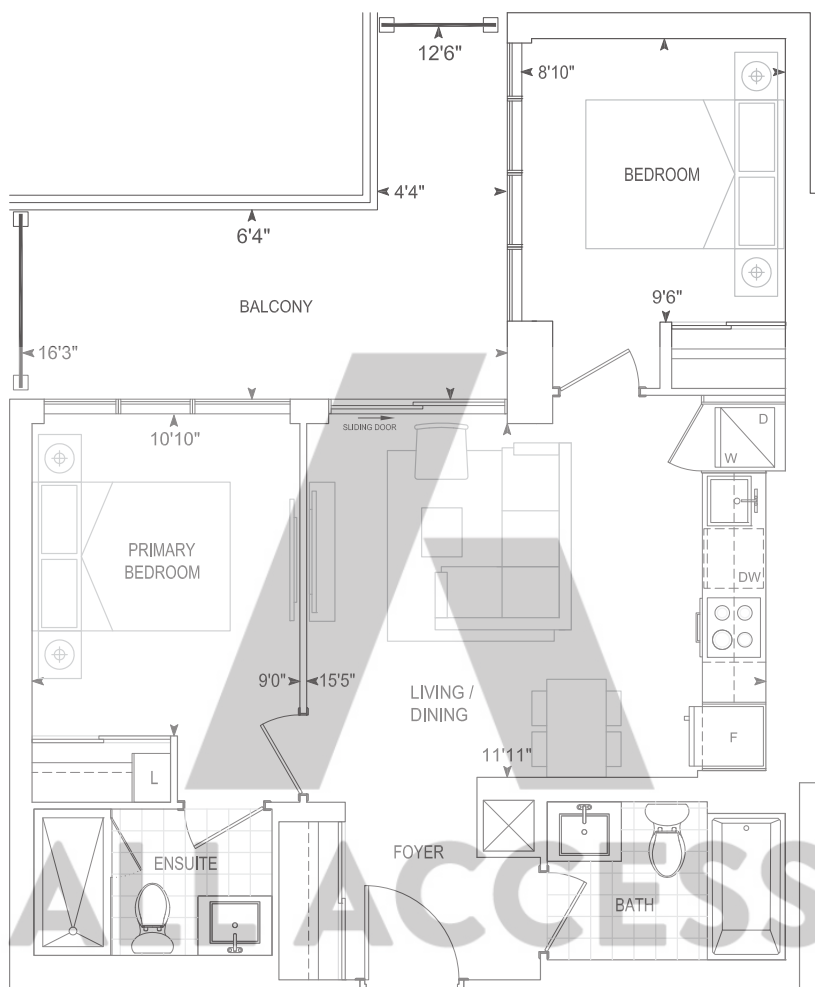 12'6"
8'10"
BEDROOM
4'4"
6'4"
BALCONY
9'6"
16'3"
10'10"
SLIDING DOOR
D
W
PRIMARY
BEDROOM
DW
9'0"
15'5"
LIVING /
DINING
F
L
11'11"
ENSUITE
FOYER
BATH
ALL ACCESS